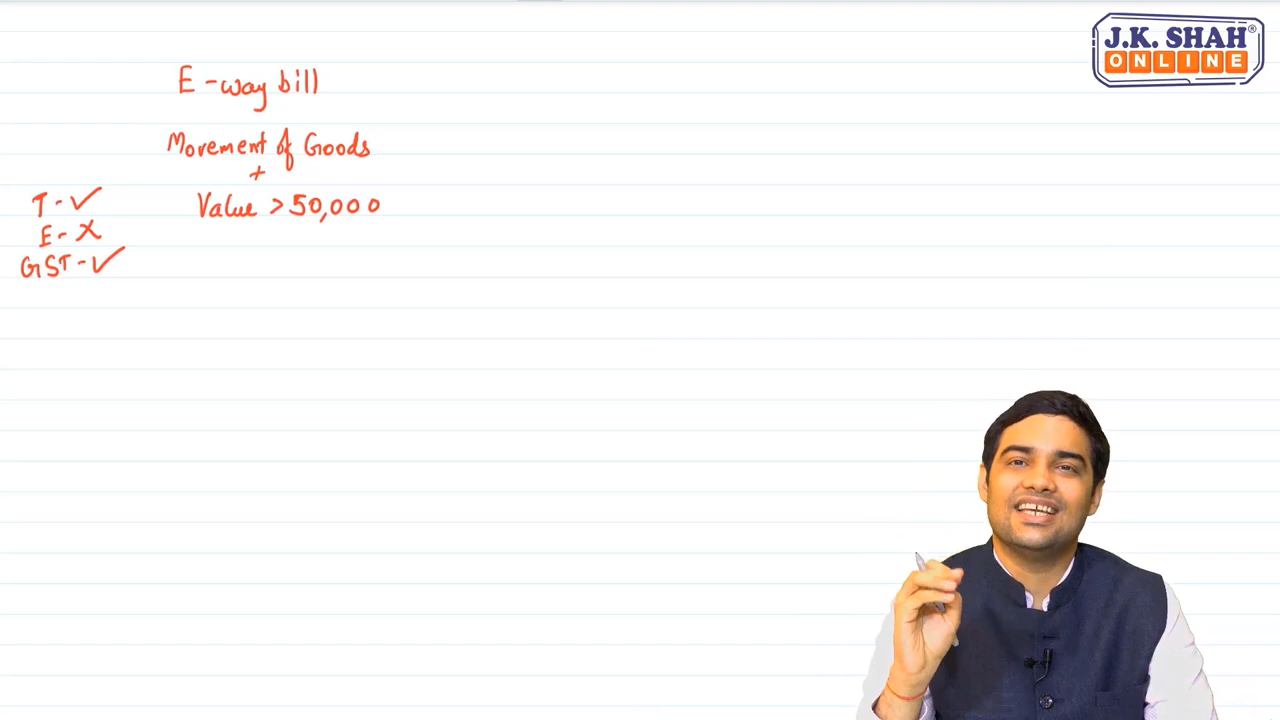 J.K. SHAH®
ONLINE
E-way bill
Movement of Goods
+
Value > 50,000
T - ✓
E - X
GST - ✓